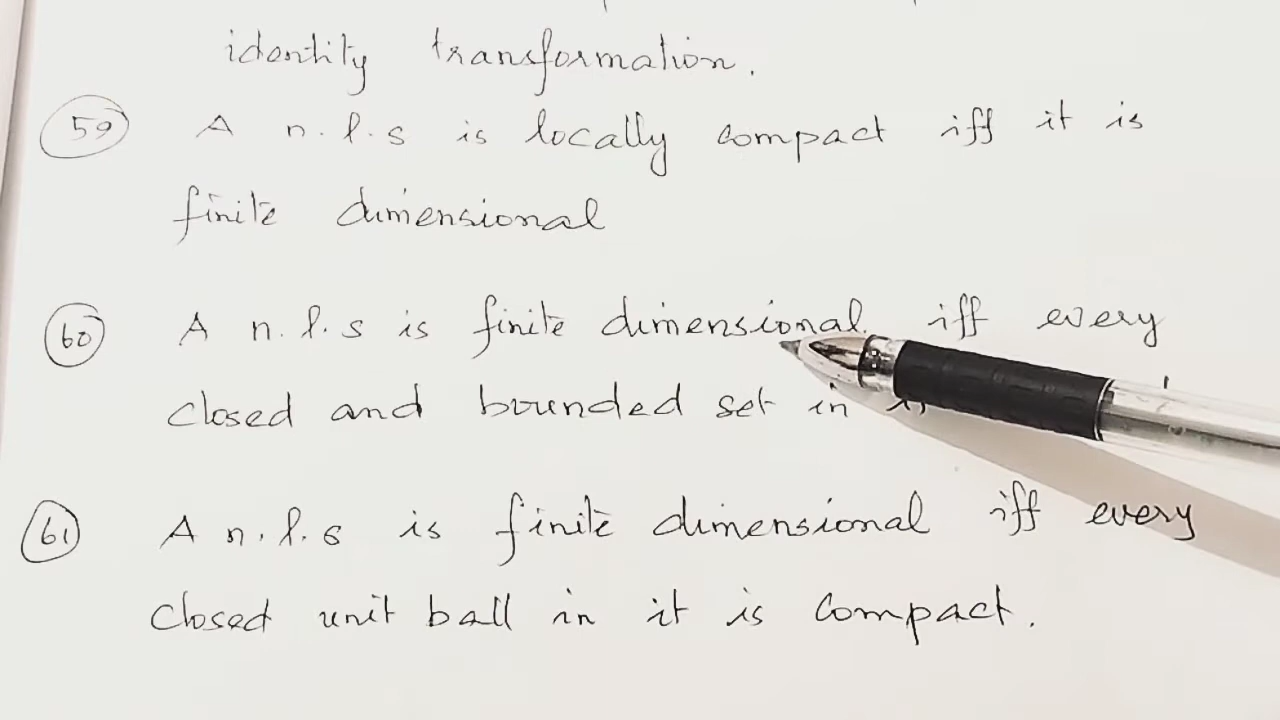 identity transformation.
59 A n.l.s is locally compact iff it is
finite dimensional
60 A n.l.s is finite dimensional iff every
closed and bounded set in
61 A n.l.s is finite dimensional iff every
closed unit ball in it is compact.